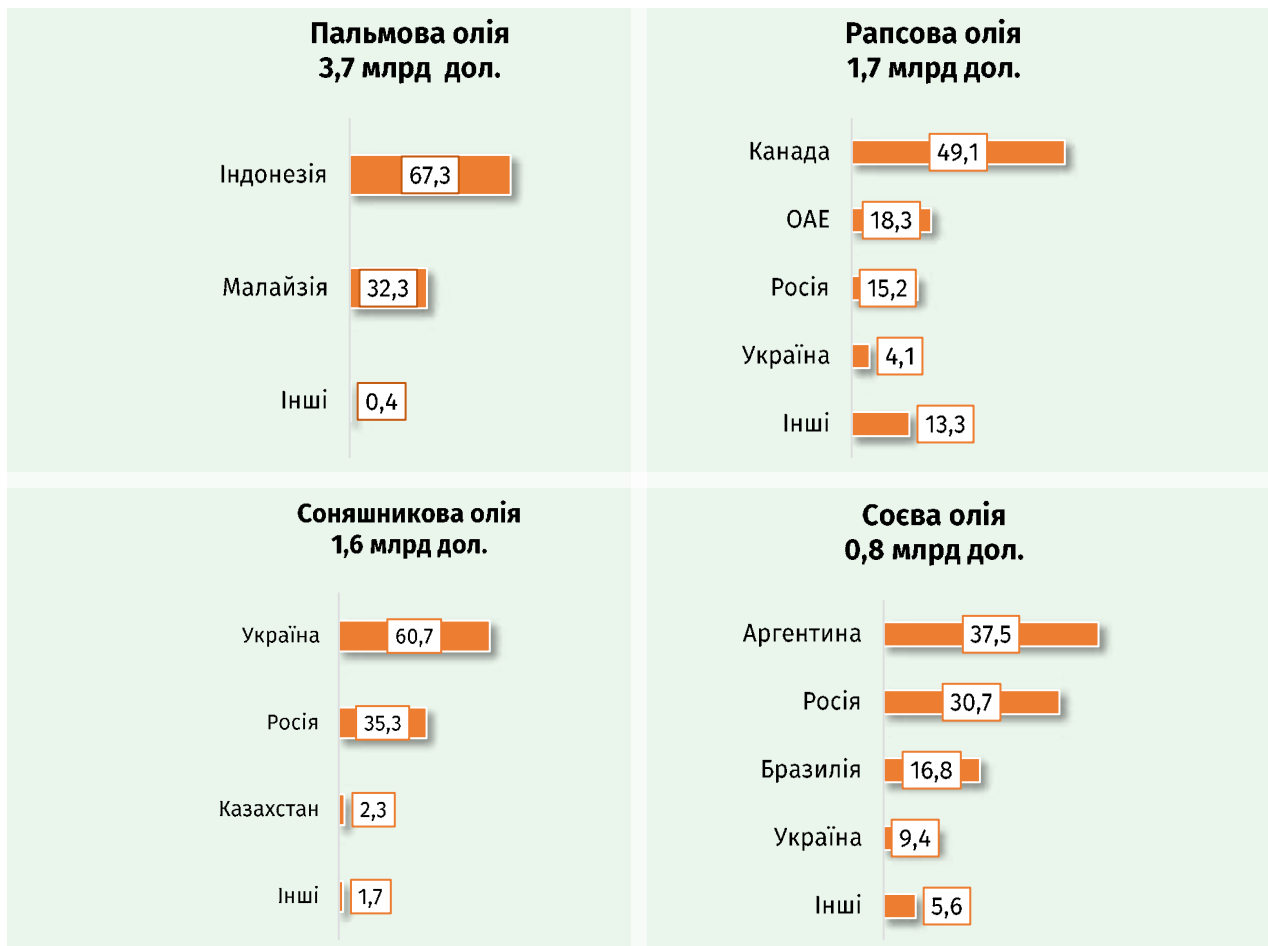 Пальмова олія
3,7 млрд дол.
Індонезія 67,3
Малайзія 32,3
Інші 0,4
Рапсова олія
1,7 млрд дол.
Канада 49,1
ОАЕ 18,3
Росія 15,2
Україна 4,1
Інші 13,3
Соняшникова олія
1,6 млрд дол.
Україна 60,7
Росія 35,3
Казахстан 2,3
Інші 1,7
Соєва олія
0,8 млрд дол.
Аргентина 37,5
Росія 30,7
Бразилія 16,8
Україна 9,4
Інші 5,6